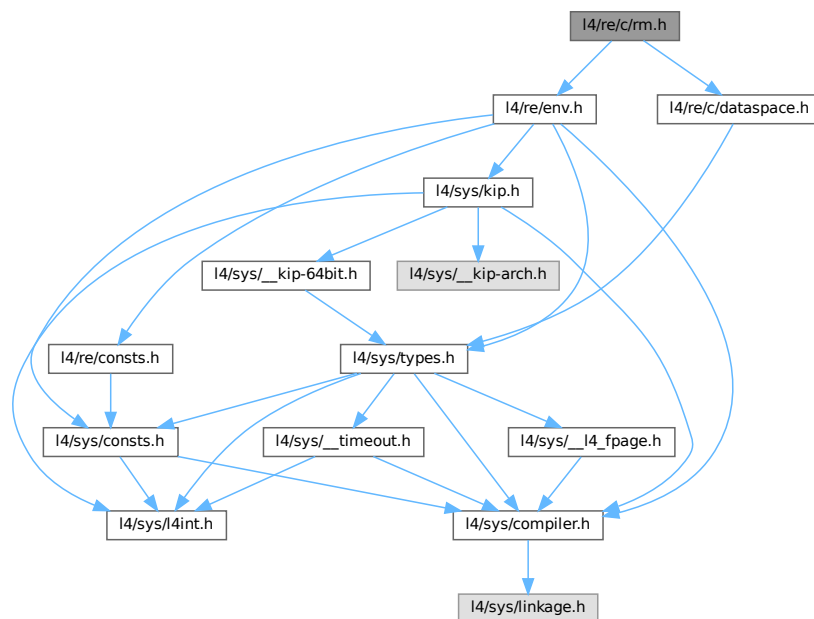 l4/re/c/rm.h
l4/re/env.h
l4/re/c/dataspace.h
l4/sys/kip.h
l4/sys/__kip-64bit.h
l4/sys/__kip-arch.h
l4/re/consts.h
l4/sys/types.h
l4/sys/consts.h
l4/sys/__timeout.h
l4/sys/__l4_fpage.h
l4/sys/l4int.h
l4/sys/compiler.h
l4/sys/linkage.h